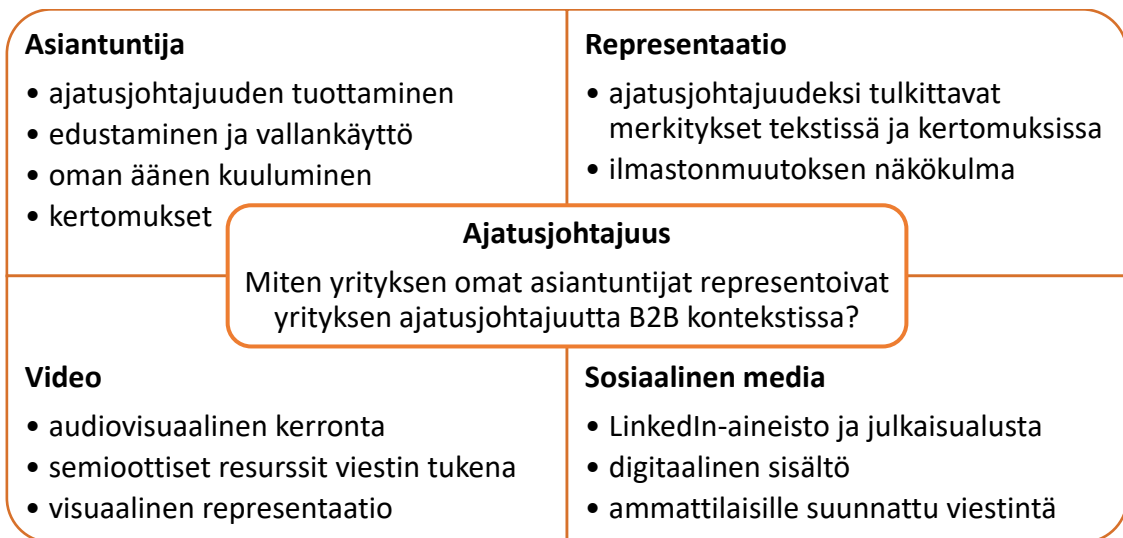 Asiantuntija
• ajatusjohtajuuden tuottaminen
• edustaminen ja vallankäyttö
• oman äänen kuuluminen
• kertomukset
Representaatio
• ajatusjohtajuudeksi tulkittavat
merkitykset tekstissä ja kertomuksissa
• ilmastonmuutoksen näkökulma
Ajatusjohtajuus
Miten yrityksen omat asiantuntijat representoivat
yrityksen ajatusjohtajuutta B2B kontekstissa?
Video
• audiovisuaalinen kerronta
• semioottiset resurssit viestin tukena
• visuaalinen representaatio
Sosiaalinen media
• LinkedIn-aineisto ja julkaisualusta
• digitaalinen sisältö
• ammattilaisille suunnattu viestintä